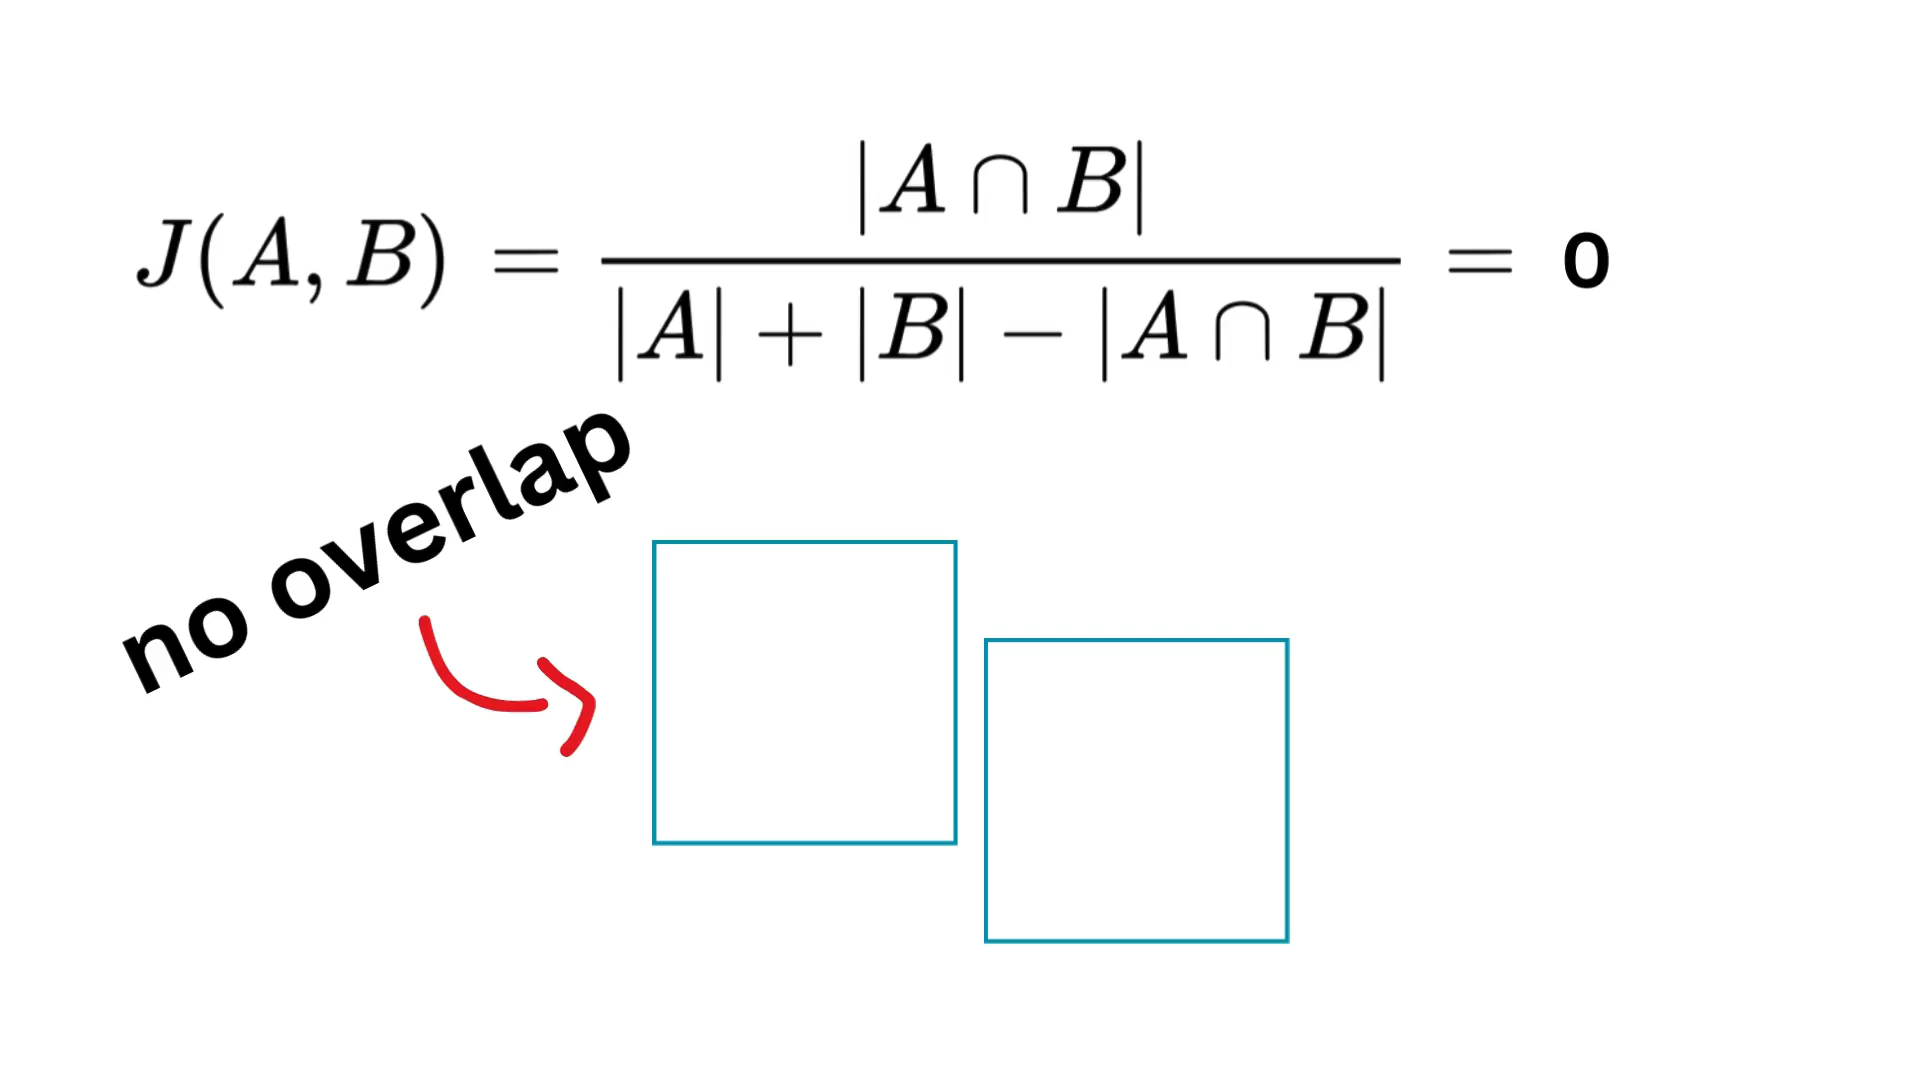 J(A, B) = |A ∩ B| / |A| + |B| − |A ∩ B| = 0
no overlap